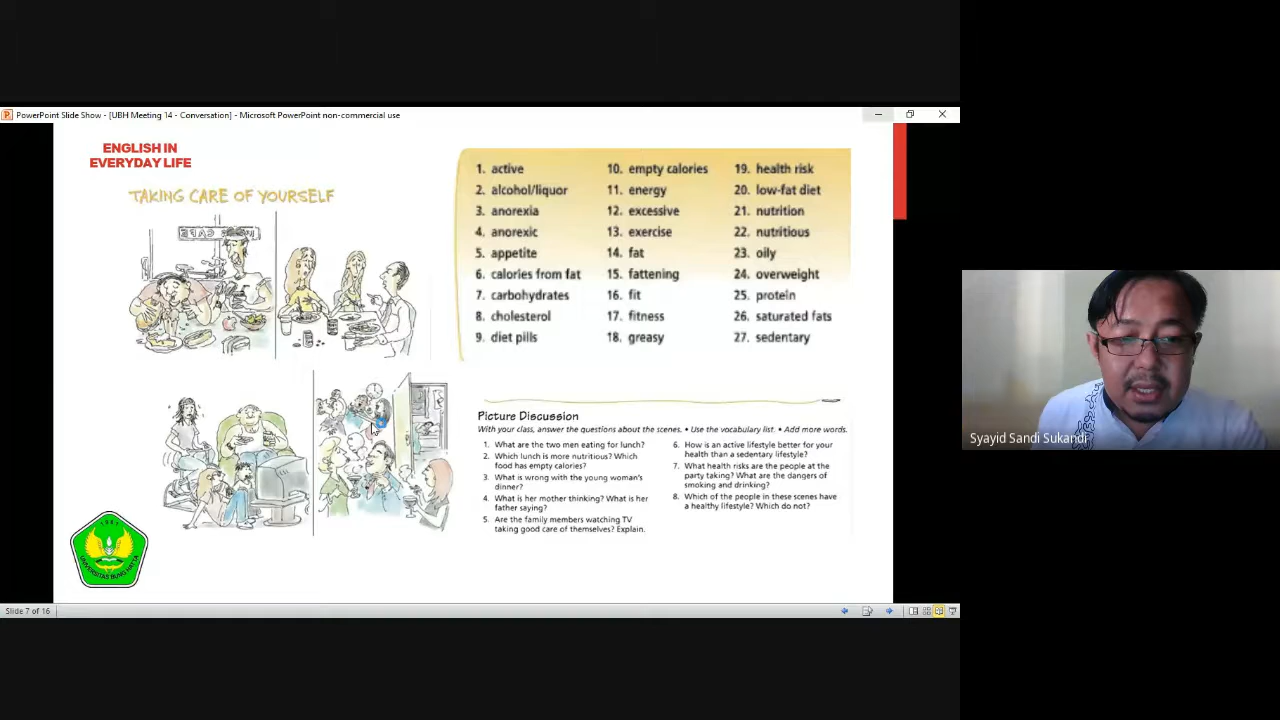 PowerPoint Slide Show - [UBH Meeting 14 - Conversation] - Microsoft PowerPoint non-commercial use
ENGLISH IN
EVERYDAY LIFE
TAKING CARE OF YOURSELF
1. active
2. alcohol/liquor
3. anorexia
4. anorexic
5. appetite
6. calories from fat
7. carbohydrates
8. cholesterol
9. diet pills
10. empty calories
11. energy
12. excessive
13. exercise
14. fat
15. fattening
16. fit
17. fitness
18. greasy
19. health risk
20. low-fat diet
21. nutrition
22. nutritious
23. oily
24. overweight
25. protein
26. saturated fats
27. sedentary
Picture Discussion
With your class, answer the questions about the scenes. • Use the vocabulary list. • Add more words.
1. What are the two men eating for lunch?
2. Which lunch is more nutritious? Which
food has empty calories?
3. What is wrong with the young woman's
dinner?
4. What is her mother thinking? What is her
father saying?
5. Are the family members watching TV
taking good care of themselves? Explain.
6. How is an active lifestyle better for your
health than a sedentary lifestyle?
7. What health risks are the people at the
party taking? What are the dangers of
smoking and drinking?
8. Which of the people in these scenes have
a healthy lifestyle? Which do not?
1981
UNIVERSITAS BUNG HATTA
Slide 7 of 16
Syayid Sandi Sukandi